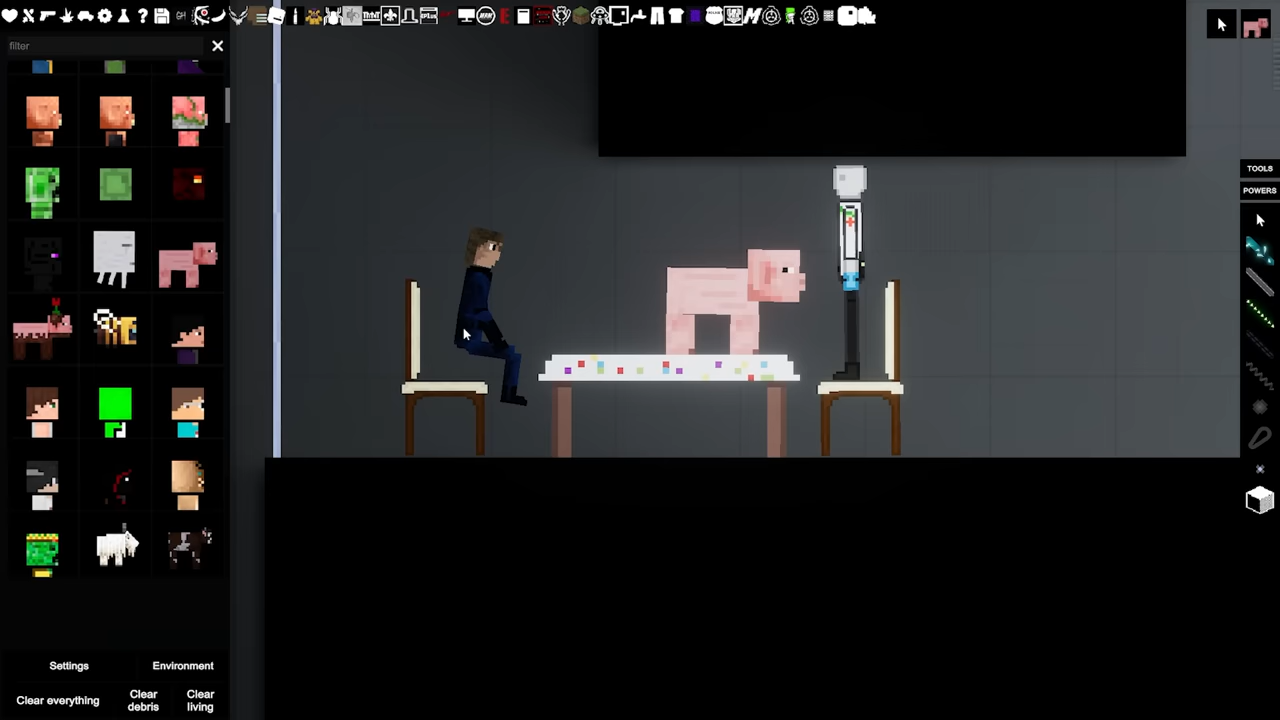 filter
TOOLS
POWERS
Settings
Environment
Clear everything
Clear debris
Clear living